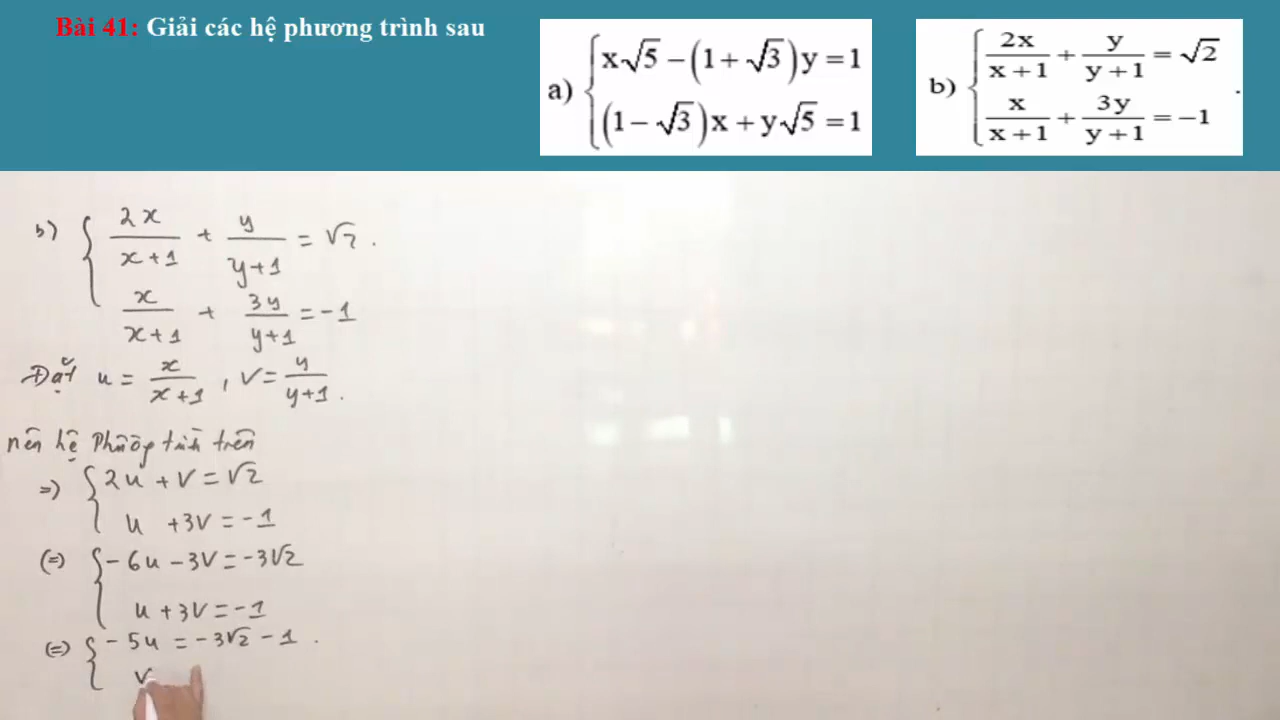 Bài 41: Giải các hệ phương trình sau
a) { x√5 − (1 + √3)y = 1
(1 − √3)x + y√5 = 1
b) { 2x/(x + 1) + y/(y + 1) = √2
x/(x + 1) + 3y/(y + 1) = −1 .
b) { 2x/(x + 1) + y/(y + 1) = √2 .
x/(x + 1) + 3y/(y + 1) = −1
Đặt u = x/(x + 1) , v = y/(y + 1) .
nên hệ Phương trình trên
=> { 2u + v = √2
u + 3v = −1
(=) { −6u − 3v = −3√2
u + 3v = −1
(=) { −5u = −3√2 − 1 .
v